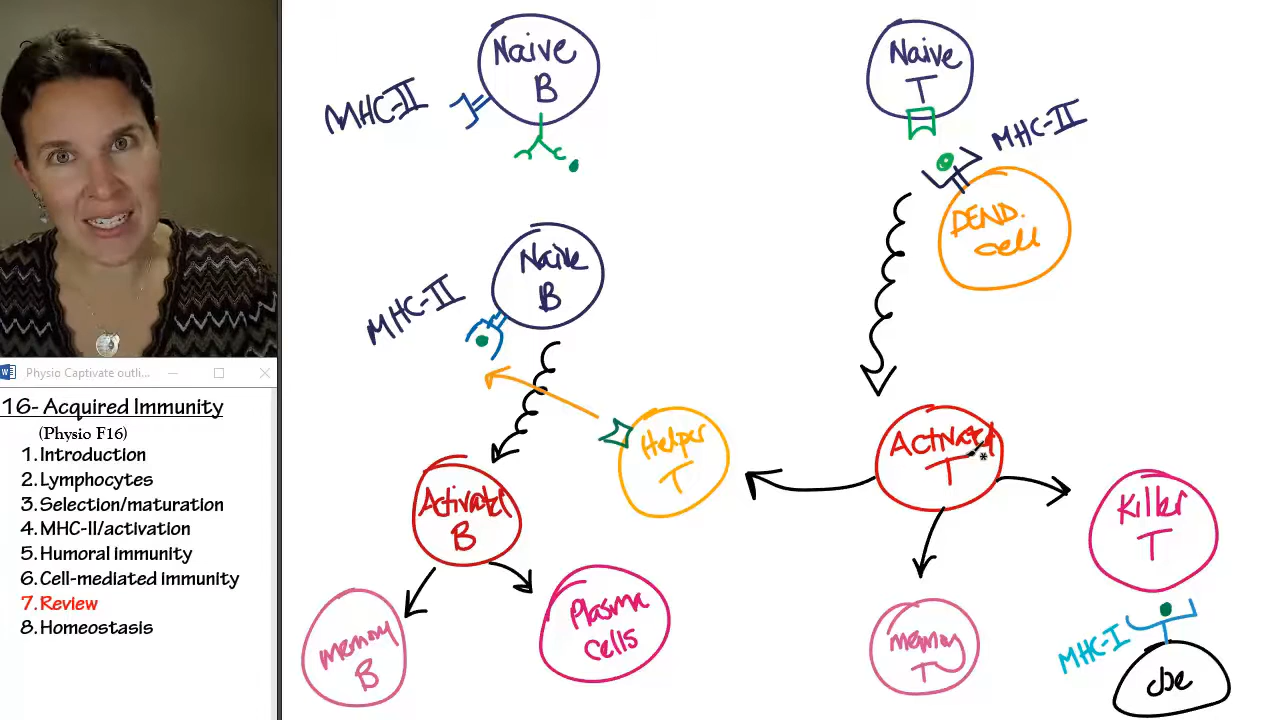 Physio Captivate outli...
16- Acquired Immunity
(Physio F16)
1. Introduction
2. Lymphocytes
3. Selection/maturation
4. MHC-II/activation
5. Humoral immunity
6. Cell-mediated immunity
7. Review
8. Homeostasis
Naive
B
MHC-II
Naive
T
MHC-II
DEND.
cell
Naive
B
MHC-II
Helper
T
Activated
T
Activated
B
Killer
T
Memory
B
Plasma
cells
memory
T
MHC-I